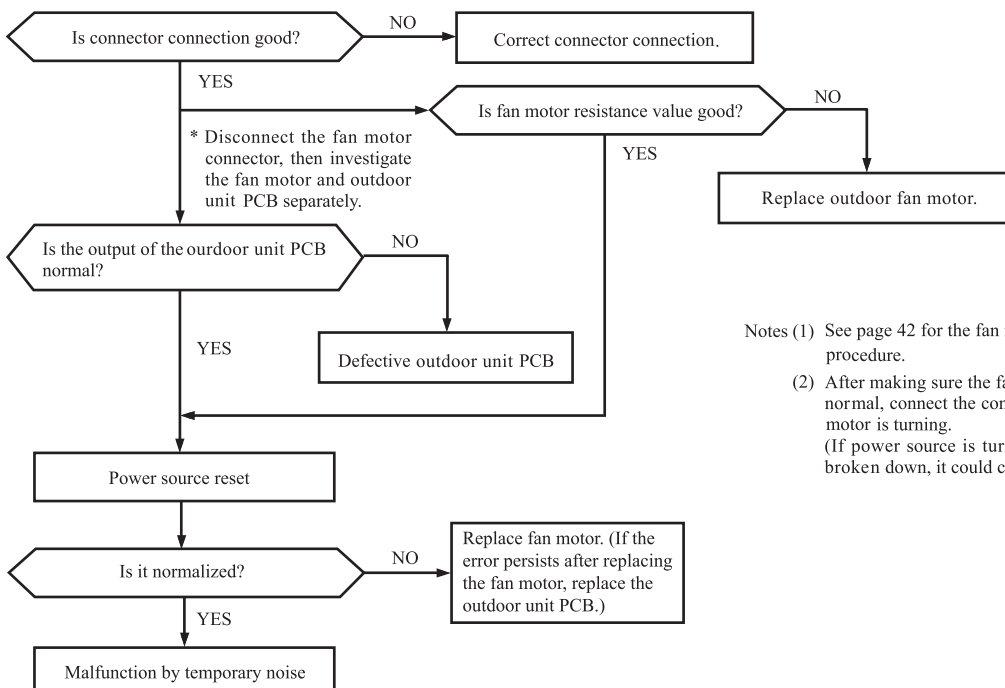 Is connector connection good?
NO
Correct connector connection.
YES
Is fan motor resistance value good?
NO
* Disconnect the fan motor
connector, then investigate
the fan motor and outdoor
unit PCB separately.
YES
Replace outdoor fan motor.
Is the output of the ourdoor unit PCB
normal?
NO
YES
Defective outdoor unit PCB
Notes (1) See page 42 for the fan
procedure.
(2) After making sure the
normal, connect the
motor is turning.
(If power source is
broken down, it could
Power source reset
Is it normalized?
NO
Replace fan motor. (If the
error persists after replacing
the fan motor, replace the
outdoor unit PCB.)
YES
Malfunction by temporary noise